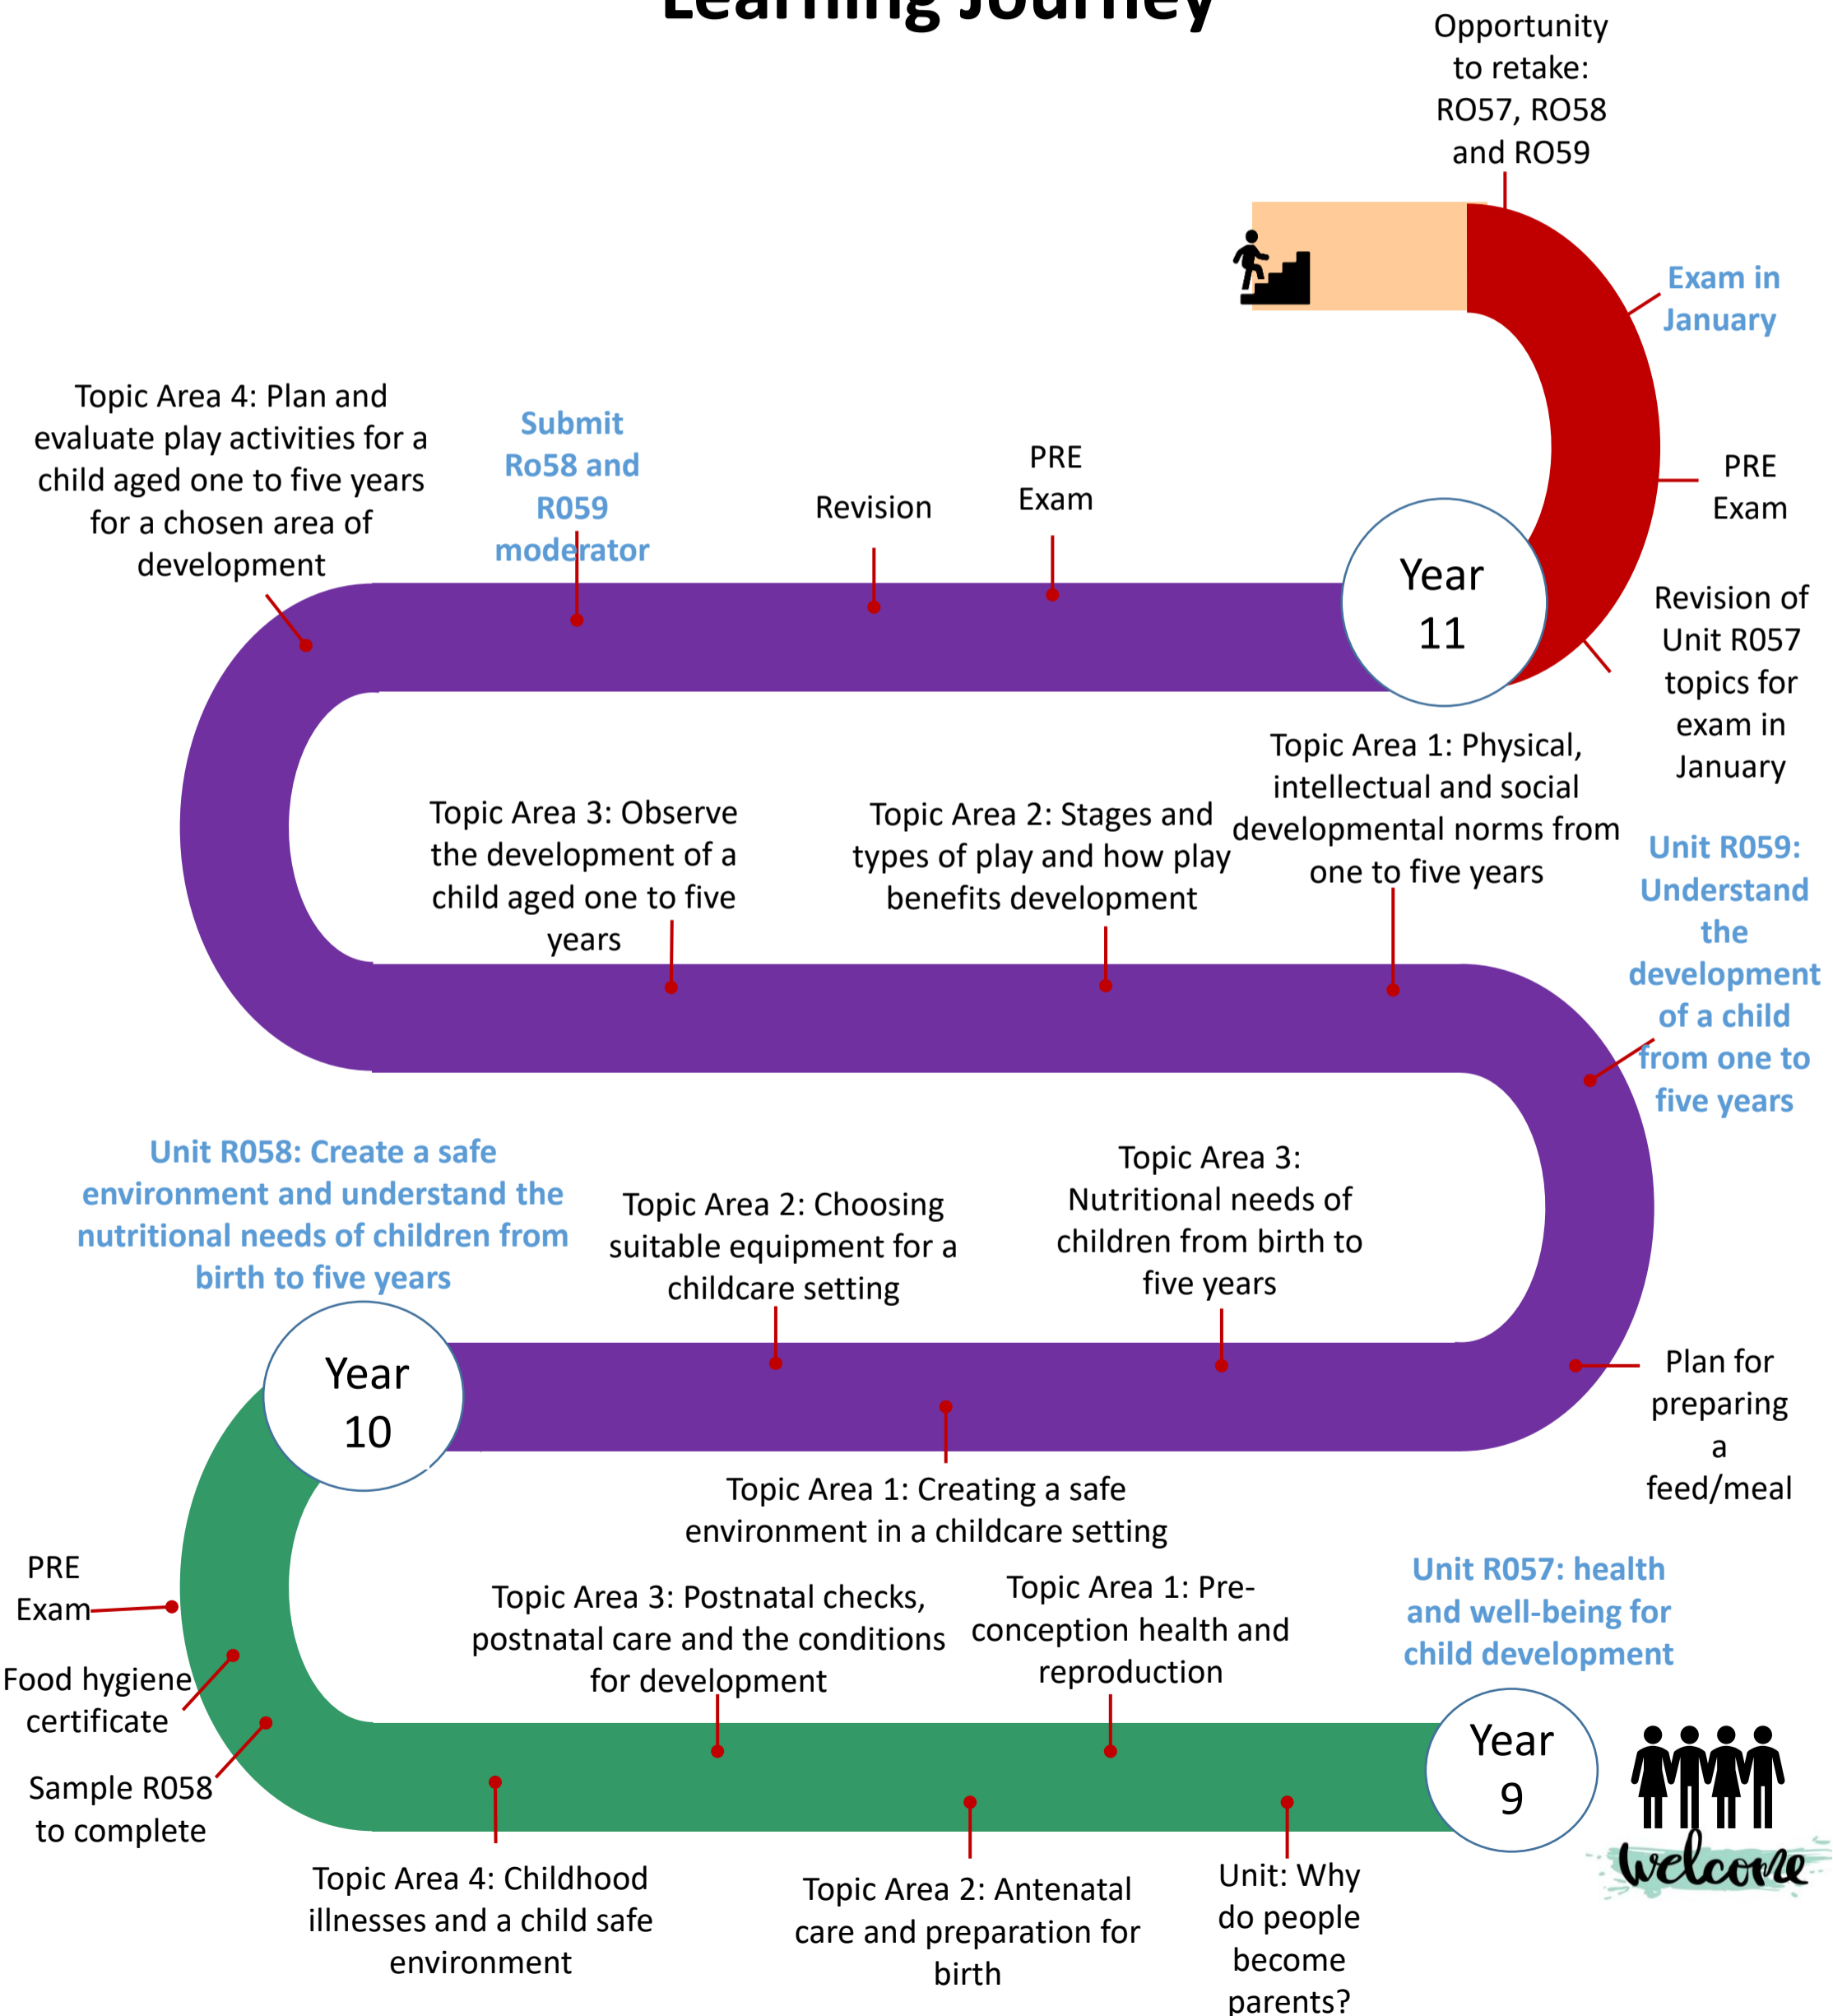 Learning Journey
Opportunity
to retake:
RO57, RO58
and RO59
Exam in
January
PRE
Exam
Revision of
Unit R057
topics for
exam in
January
Year
11
PRE
Exam
Revision
Submit
Ro58 and
R059
moderator
Topic Area 4: Plan and
evaluate play activities for a
child aged one to five years
for a chosen area of
development
Topic Area 3: Observe
the development of a
child aged one to five
years
Topic Area 2: Stages and
types of play and how play
benefits development
Topic Area 1: Physical,
intellectual and social
developmental norms from
one to five years
Unit R059:
Understand
the
development
of a child
from one to
five years
Unit R058: Create a safe
environment and understand the
nutritional needs of children from
birth to five years
Topic Area 2: Choosing
suitable equipment for a
childcare setting
Topic Area 3:
Nutritional needs of
children from birth to
five years
Plan for
preparing
a
feed/meal
Year
10
Topic Area 1: Creating a safe
environment in a childcare setting
PRE
Exam
Food hygiene
certificate
Sample R058
to complete
Topic Area 3: Postnatal checks,
postnatal care and the conditions
for development
Topic Area 1: Pre-
conception health and
reproduction
Unit R057: health
and well-being for
child development
Year
9
welcome
Topic Area 4: Childhood
illnesses and a child safe
environment
Topic Area 2: Antenatal
care and preparation for
birth
Unit: Why
do people
become
parents?